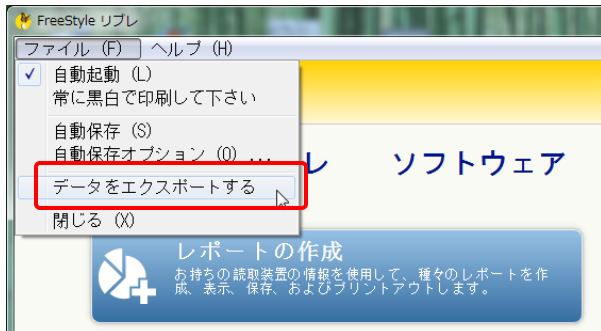 FreeStyle リブレ
ファイル (F) ヘルプ (H)
自動起動 (L)
常に黒白で印刷して下さい
自動保存 (S)
自動保存オプション (O) ...
レ ソフトウェア
データをエクスポートする
閉じる (X)
レポートの作成
お持ちの読取装置の情報を使用して、種々のレポートを作
成、表示、保存、およびプリントアウトします。